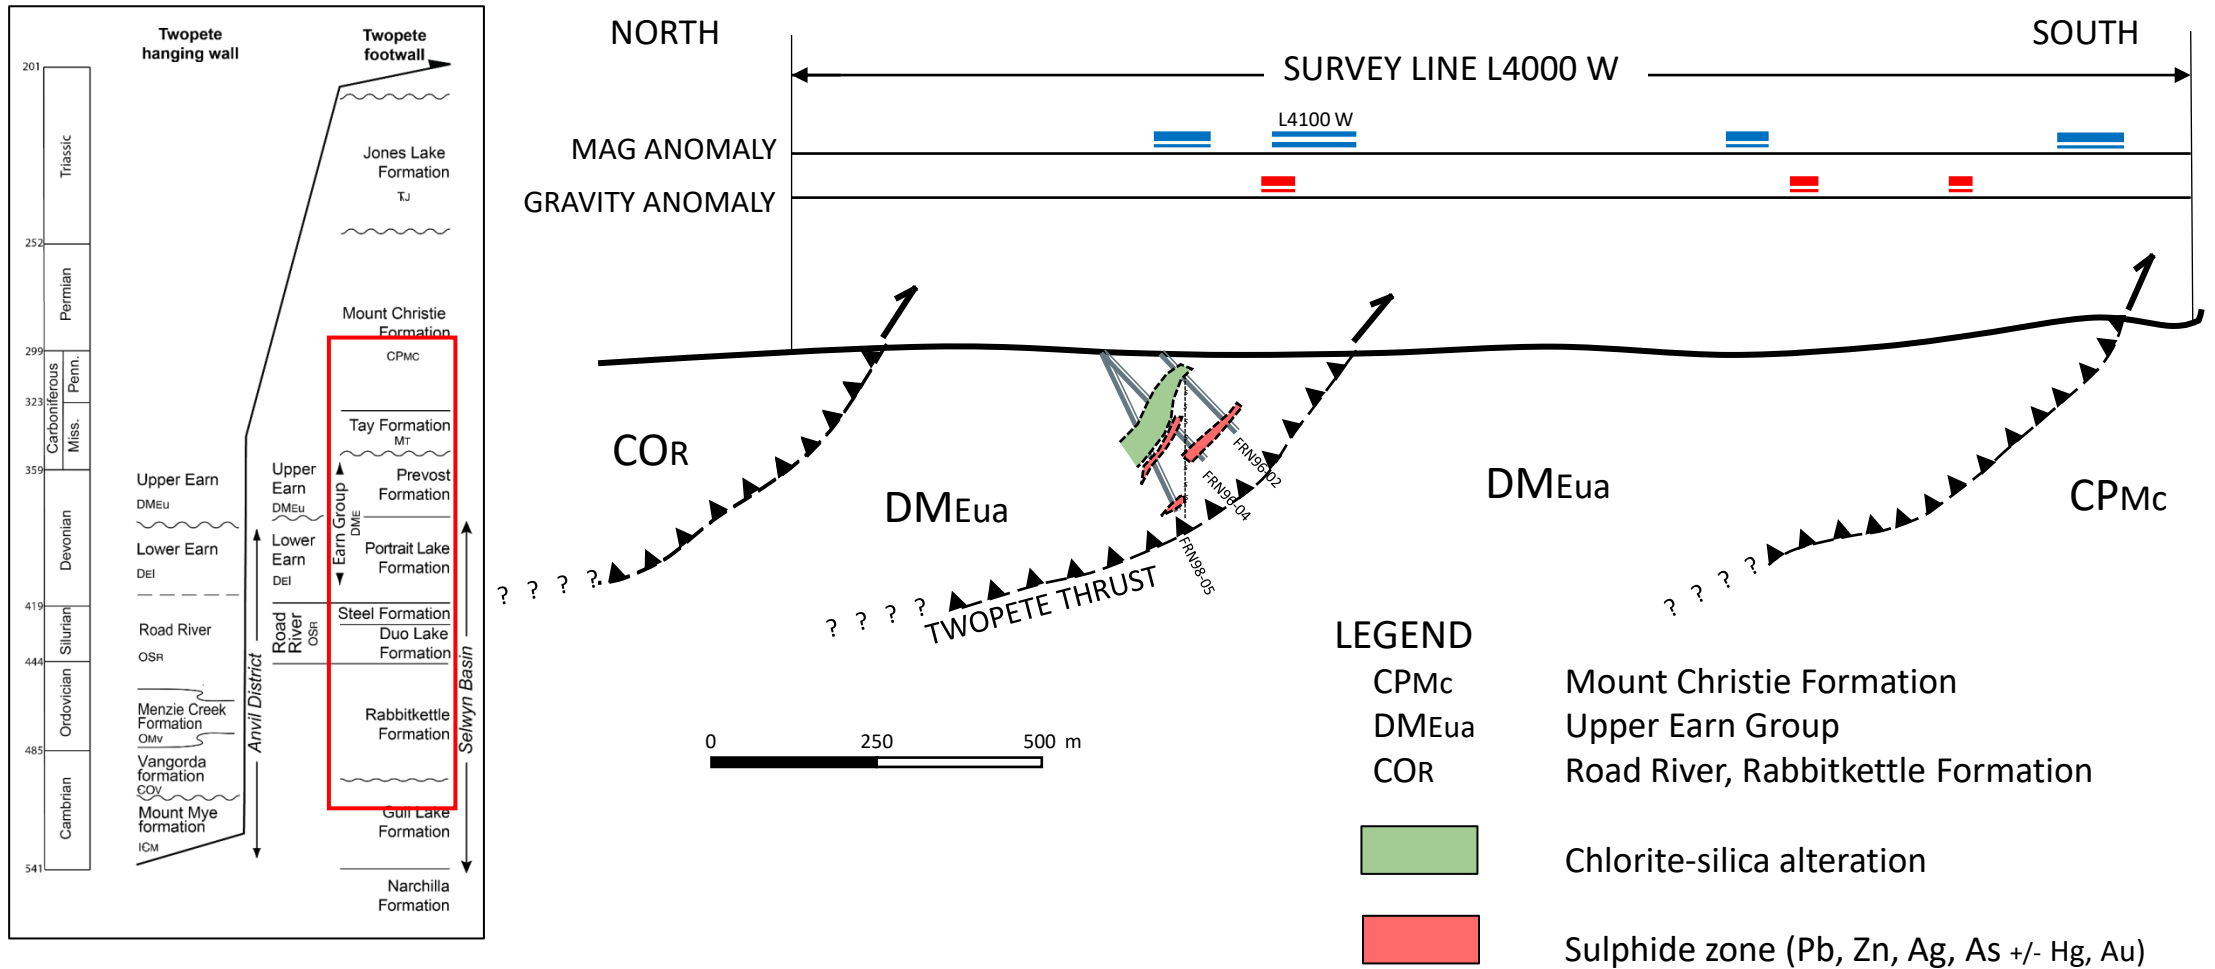 Twopete
hanging wall
Twopete
footwall
201
252
299
323
359
419
444
485
541
Triassic
Permian
Carboniferous
Penn.
Miss.
Devonian
Silurian
Ordovician
Cambrian
Upper Earn
DMEu
Lower Earn
DEl
Road River
OSR
Menzie Creek
Formation
OMV
Vangorda
formation
ЄOV
Mount Mye
formation
lЄM
Anvil District
Upper
Earn
DMEu
Lower
Earn
DEl
Road
River
OSR
Earn Group
DME
Jones Lake
Formation
TRJ
Mount Christie
Formation
CPMC
Tay Formation
MT
Prevost
Formation
Portrait Lake
Formation
Steel Formation
Duo Lake
Formation
Rabbitkettle
Formation
Gull Lake
Formation
Narchilla
Formation
Selwyn Basin
NORTH
SOUTH
SURVEY LINE L4000 W
L4100 W
MAG ANOMALY
GRAVITY ANOMALY
COR
DMEua
DMEua
CPMc
FRN96-02
FRN96-04
FRN98-05
? ? ? ?
? ? ? ?
? ? ? ?
TWOPETE THRUST
0 250 500 m
LEGEND
CPMc Mount Christie Formation
DMEua Upper Earn Group
COR Road River, Rabbitkettle Formation
Chlorite-silica alteration
Sulphide zone (Pb, Zn, Ag, As +/- Hg, Au)